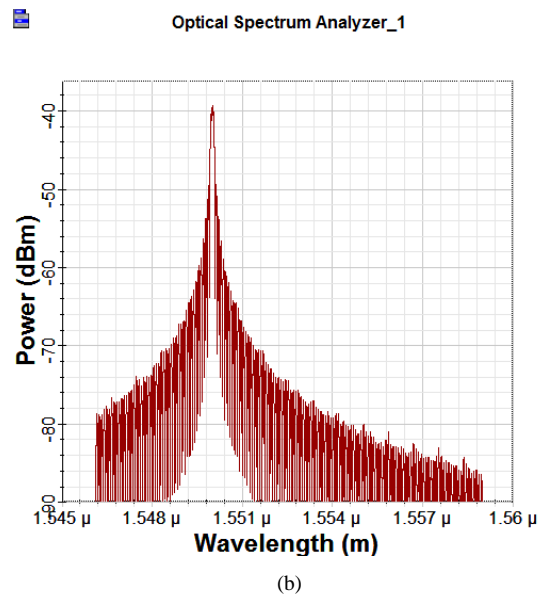 Optical Spectrum Analyzer_1
Power (dBm)
-40
-50
-60
-70
-80
-90
1.545 µ 1.548 µ 1.551 µ 1.554 µ 1.557 µ 1.56 µ
Wavelength (m)
(b)